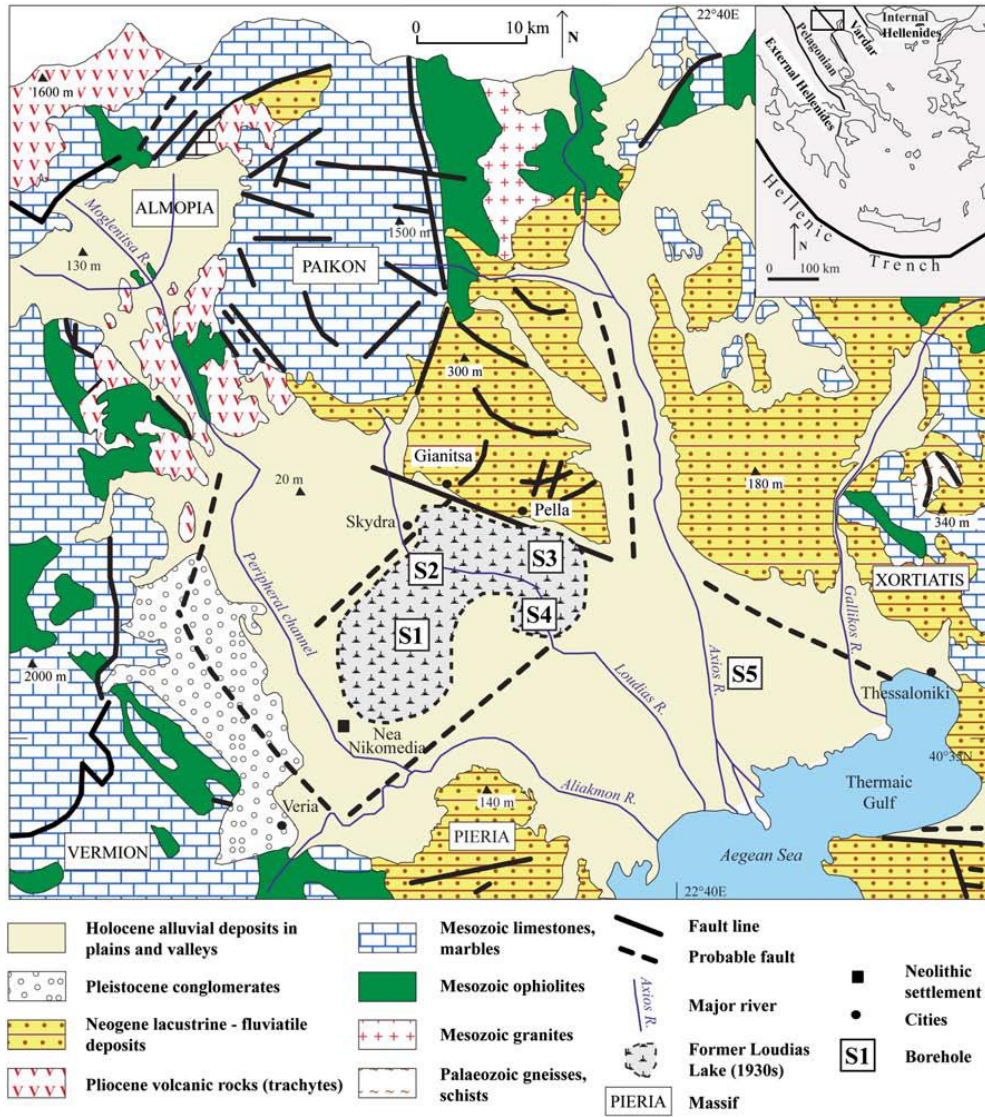 0 10 km
N
22°40E
Internal
Hellenides
Vardar
Pelagonian
External Hellenides
Hellenic
Trench
N
0 100 km
1600 m
ALMOPIA
Moglenitsa R.
130 m
1500 m
PAIKON
300 m
Gianitsa
Pella
20 m
Skydra
180 m
340 m
XORTIATIS
S2
S3
S4
S1
S5
Peripheral channel
Loudias R.
Axios R.
Gallikos R.
Thessaloniki
2000 m
Nea
Nikomedia
Veria
VERMION
140 m
PIERIA
Aliakmon R.
40°35N
Thermaic
Gulf
Aegean Sea
22°40E
Holocene alluvial deposits in
plains and valleys
Pleistocene conglomerates
Neogene lacustrine - fluviatile
deposits
Pliocene volcanic rocks (trachytes)
Mesozoic limestones,
marbles
Mesozoic ophiolites
Mesozoic granites
Palaeozoic gneisses,
schists
Fault line
Probable fault
Axios R.
Major river
Former Loudias
Lake (1930s)
PIERIA
Massif
Neolithic
settlement
Cities
S1
Borehole